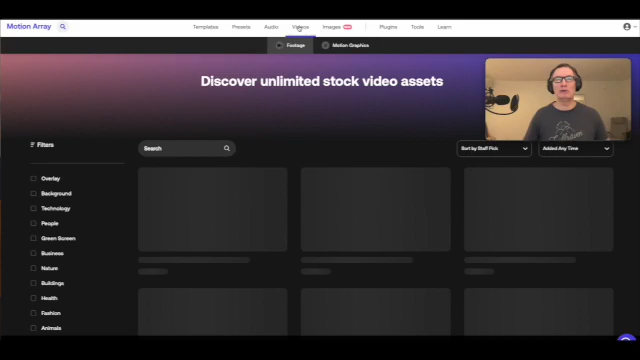 Motion Array
Templates Presets Audio Videos Images Plugins Tools Learn
Footage Motion Graphics
Discover unlimited stock video assets
Filters
Search
Sort by Staff Pick
Added Any Time
Overlay
Background
Technology
People
Green Screen
Business
Nature
Buildings
Health
Fashion
Animals